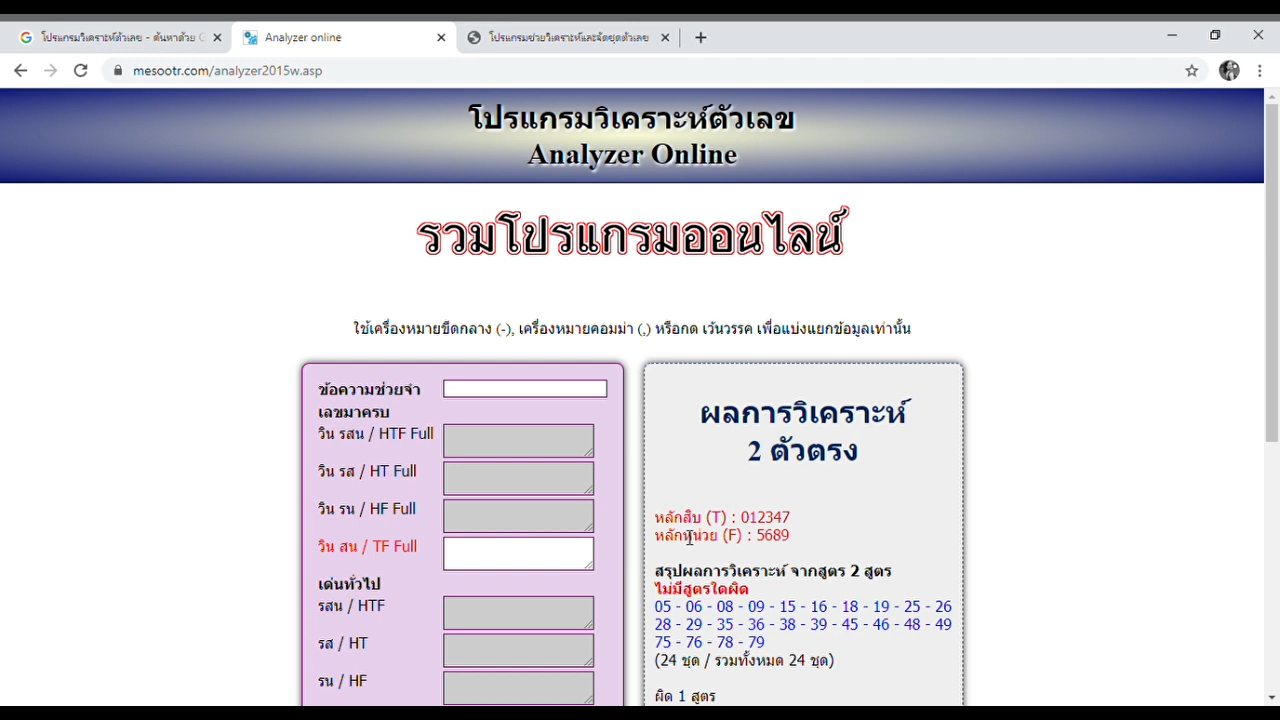 โปรแกรมวิเคราะห์ตัวเลข - ค้นหาด้วย G
Analyzer online
โปรแกรมช่วยวิเคราะห์และจัดชุดตัวเลข
mesootr.com/analyzer2015w.asp
โปรแกรมวิเคราะห์ตัวเลข
Analyzer Online
รวมโปรแกรมออนไลน์
ใช้เครื่องหมายขีดกลาง (-), เครื่องหมายคอมม่า (,) หรือกด เว้นวรรค เพื่อแบ่งแยกข้อมูลเท่านั้น
ข้อความช่วยจำ
เลขมาครบ
วิน รสน / HTF Full
วิน รส / HT Full
วิน รน / HF Full
วิน สน / TF Full
เด่นทั่วไป
รสน / HTF
รส / HT
รน / HF
ผลการวิเคราะห์
2 ตัวตรง
หลักสิบ (T) : 012347
หลักหน่วย (F) : 5689
สรุปผลการวิเคราะห์ จากสูตร 2 สูตร
ไม่มีสูตรใดผิด
05 - 06 - 08 - 09 - 15 - 16 - 18 - 19 - 25 - 26
28 - 29 - 35 - 36 - 38 - 39 - 45 - 46 - 48 - 49
75 - 76 - 78 - 79
(24 ชุด / รวมทั้งหมด 24 ชุด)
ผิด 1 สูตร